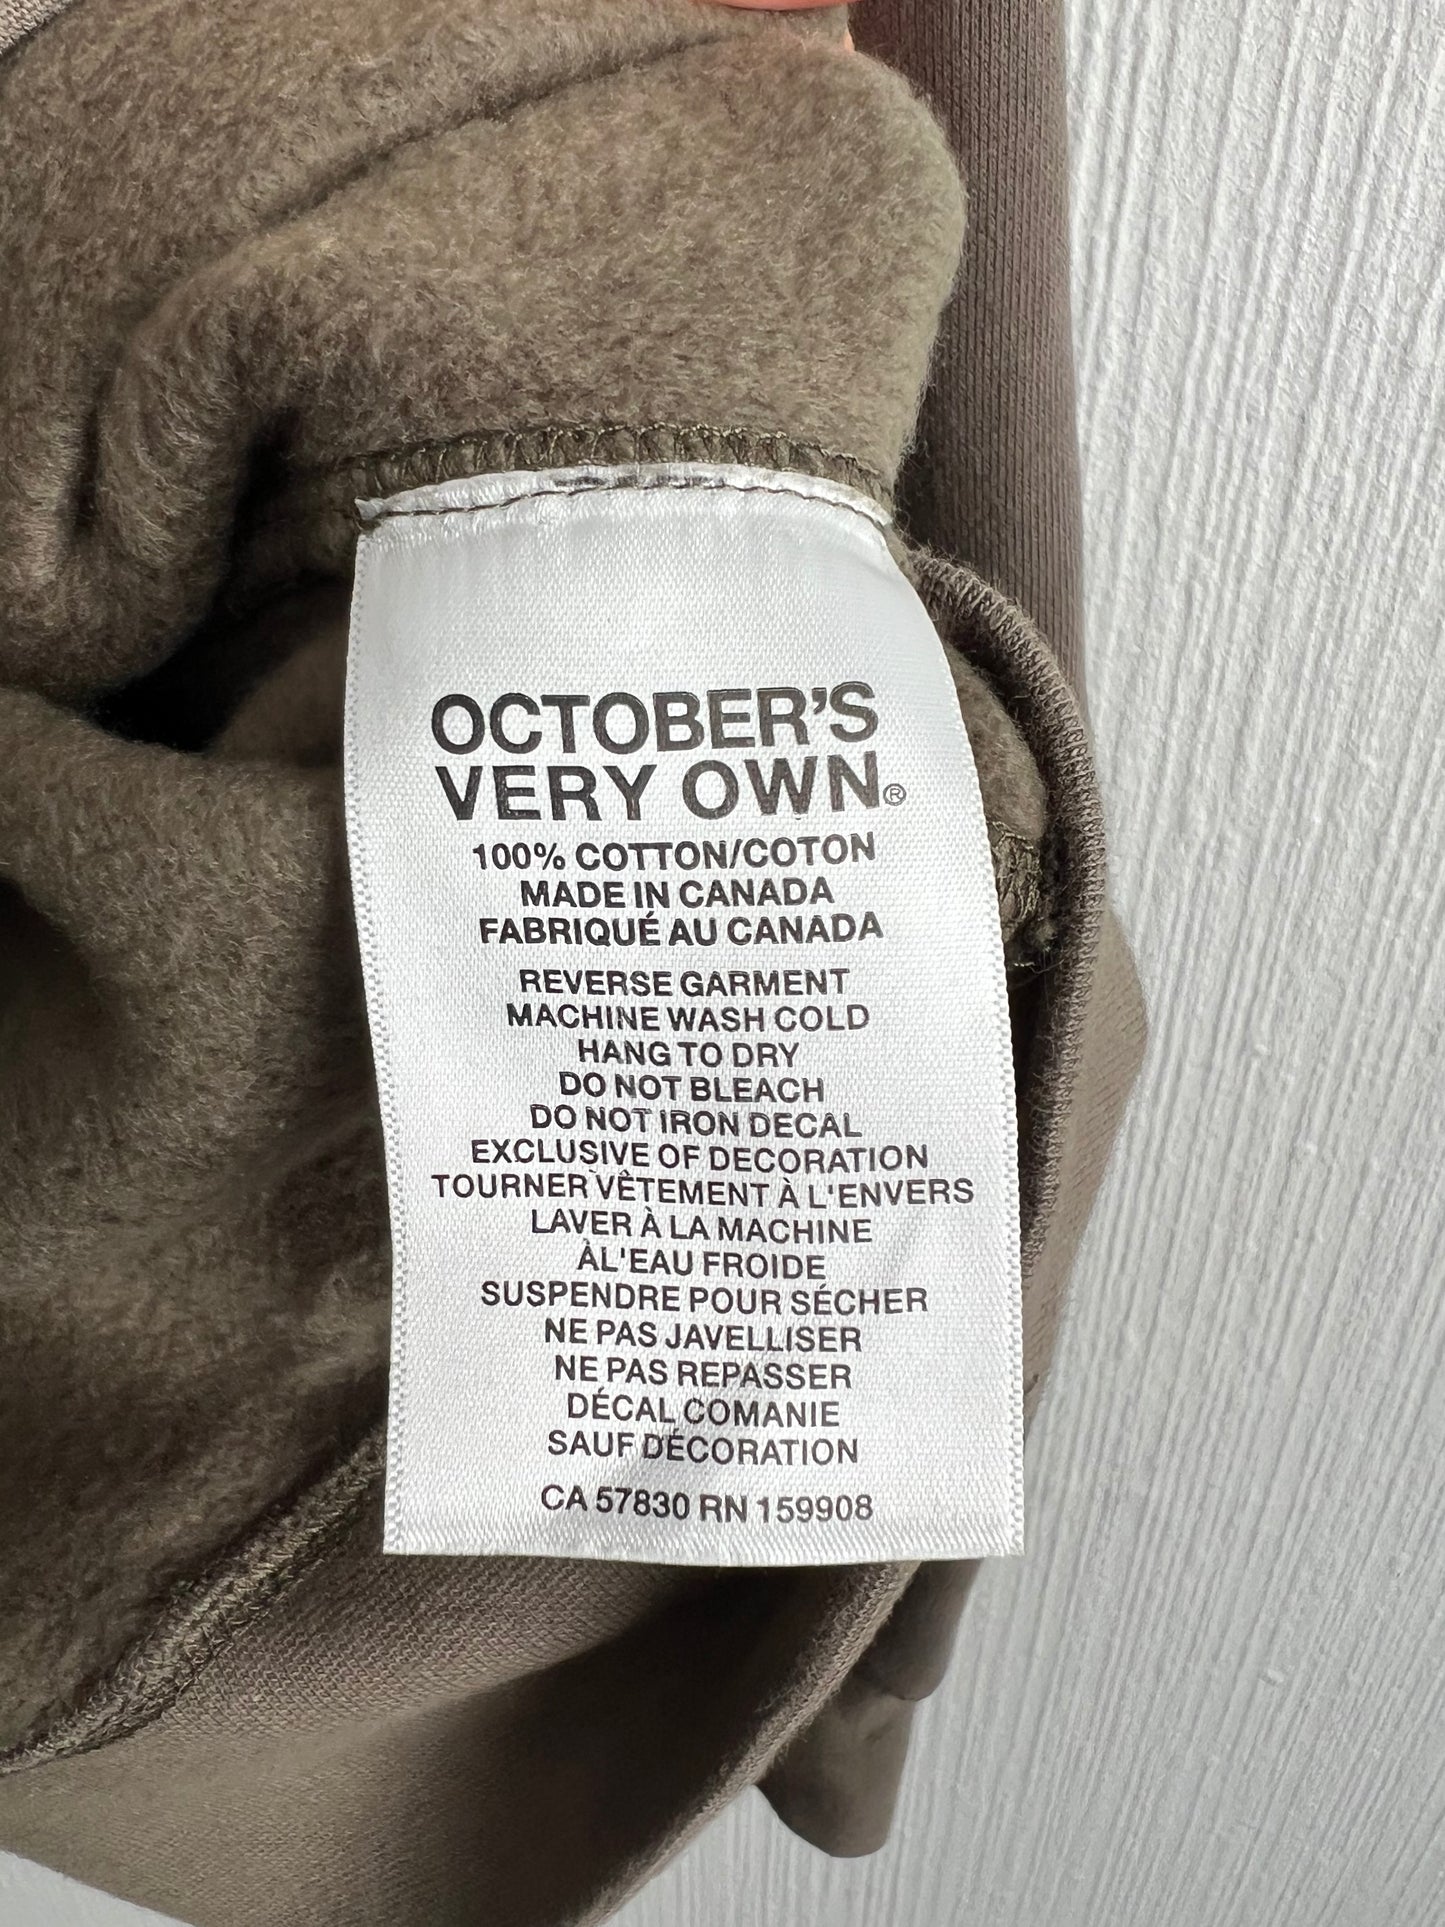 OCTOBER'S
VERY OWN®
100% COTTON/COTON
MADE IN CANADA
FABRIQUÉ AU CANADA
REVERSE GARMENT
MACHINE WASH COLD
HANG TO DRY
DO NOT BLEACH
DO NOT IRON DECAL
EXCLUSIVE OF DECORATION
TOURNER VÊTEMENT À L'ENVERS
LAVER À LA MACHINE
ÀL'EAU FROIDE
SUSPENDRE POUR SÉCHER
NE PAS JAVELLISER
NE PAS REPASSER
DÉCAL COMANIE
SAUF DÉCORATION
CA 57830 RN 159908